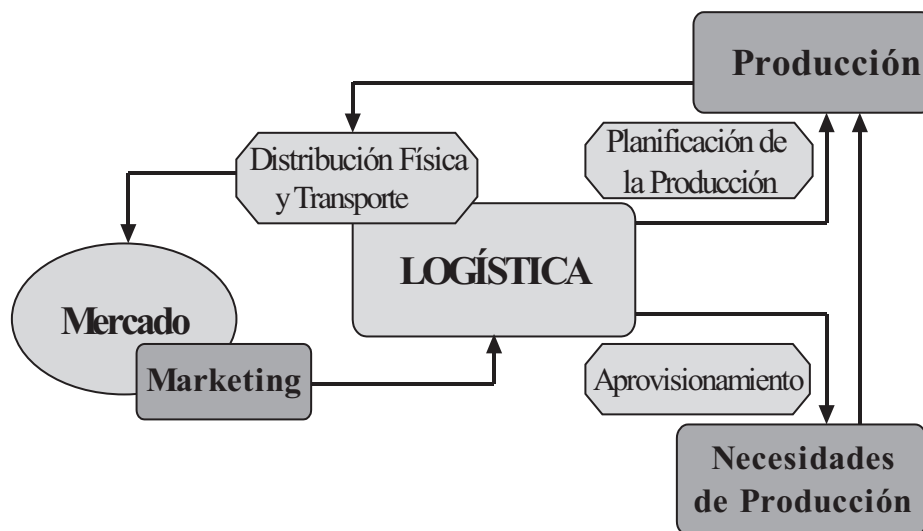 Producción
Distribución Física
y Transporte
Planificación de
la Producción
LOGÍSTICA
Mercado
Marketing
Aprovisionamiento
Necesidades
de Producción